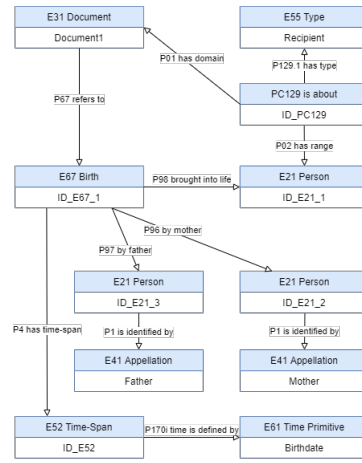 E31 Document
Document1
E55 Type
Recipient
P01 has domain
P129.1 has type
P67 refers to
PC129 is about
ID_PC129
P02 has range
E67 Birth
ID_E67_1
P98 brought into life
E21 Person
ID_E21_1
P96 by mother
P97 by father
E21 Person
ID_E21_3
E21 Person
ID_E21_2
P4 has time-span
P1 is identified by
P1 is identified by
E41 Appellation
Father
E41 Appellation
Mother
E52 Time-Span
ID_E52
P170i time is defined by
E61 Time Primitive
Birthdate